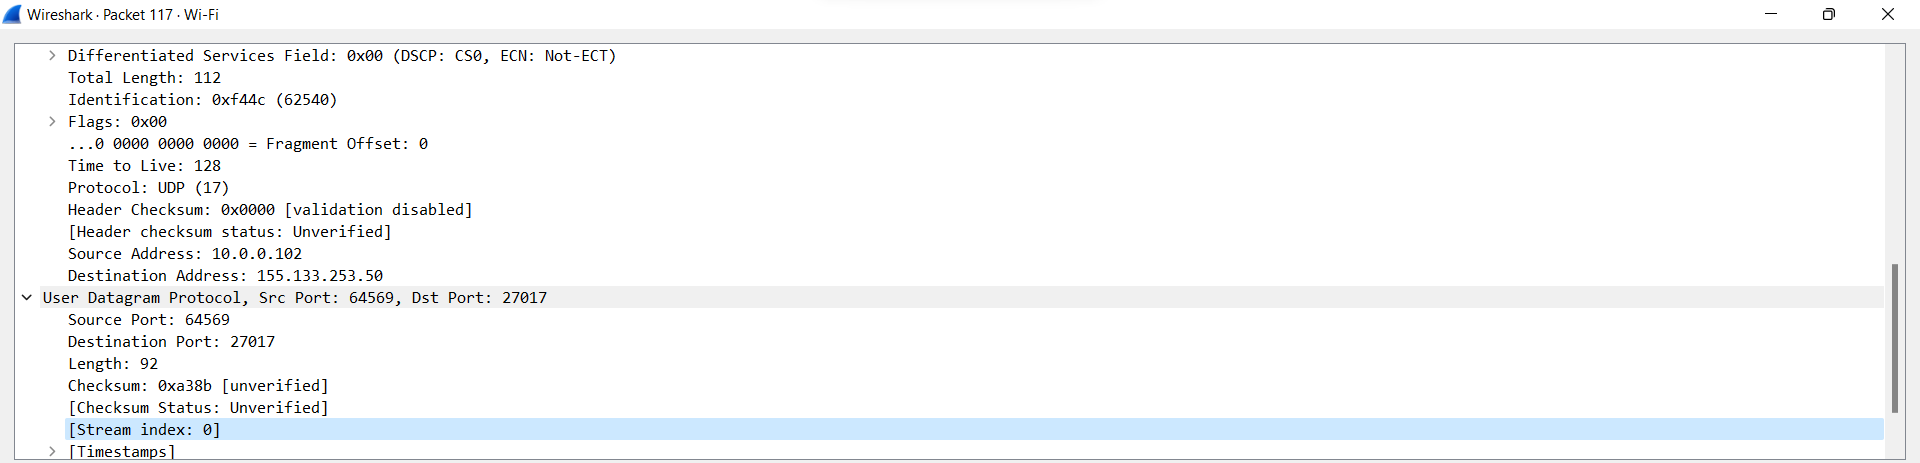 Wireshark · Packet 117 · Wi-Fi
Differentiated Services Field: 0x00 (DSCP: CS0, ECN: Not-ECT)
Total Length: 112
Identification: 0xf44c (62540)
Flags: 0x00
...0 0000 0000 0000 = Fragment Offset: 0
Time to Live: 128
Protocol: UDP (17)
Header Checksum: 0x0000 [validation disabled]
[Header checksum status: Unverified]
Source Address: 10.0.0.102
Destination Address: 155.133.253.50
User Datagram Protocol, Src Port: 64569, Dst Port: 27017
Source Port: 64569
Destination Port: 27017
Length: 92
Checksum: 0xa38b [unverified]
[Checksum Status: Unverified]
[Stream index: 0]
[Timestamps]